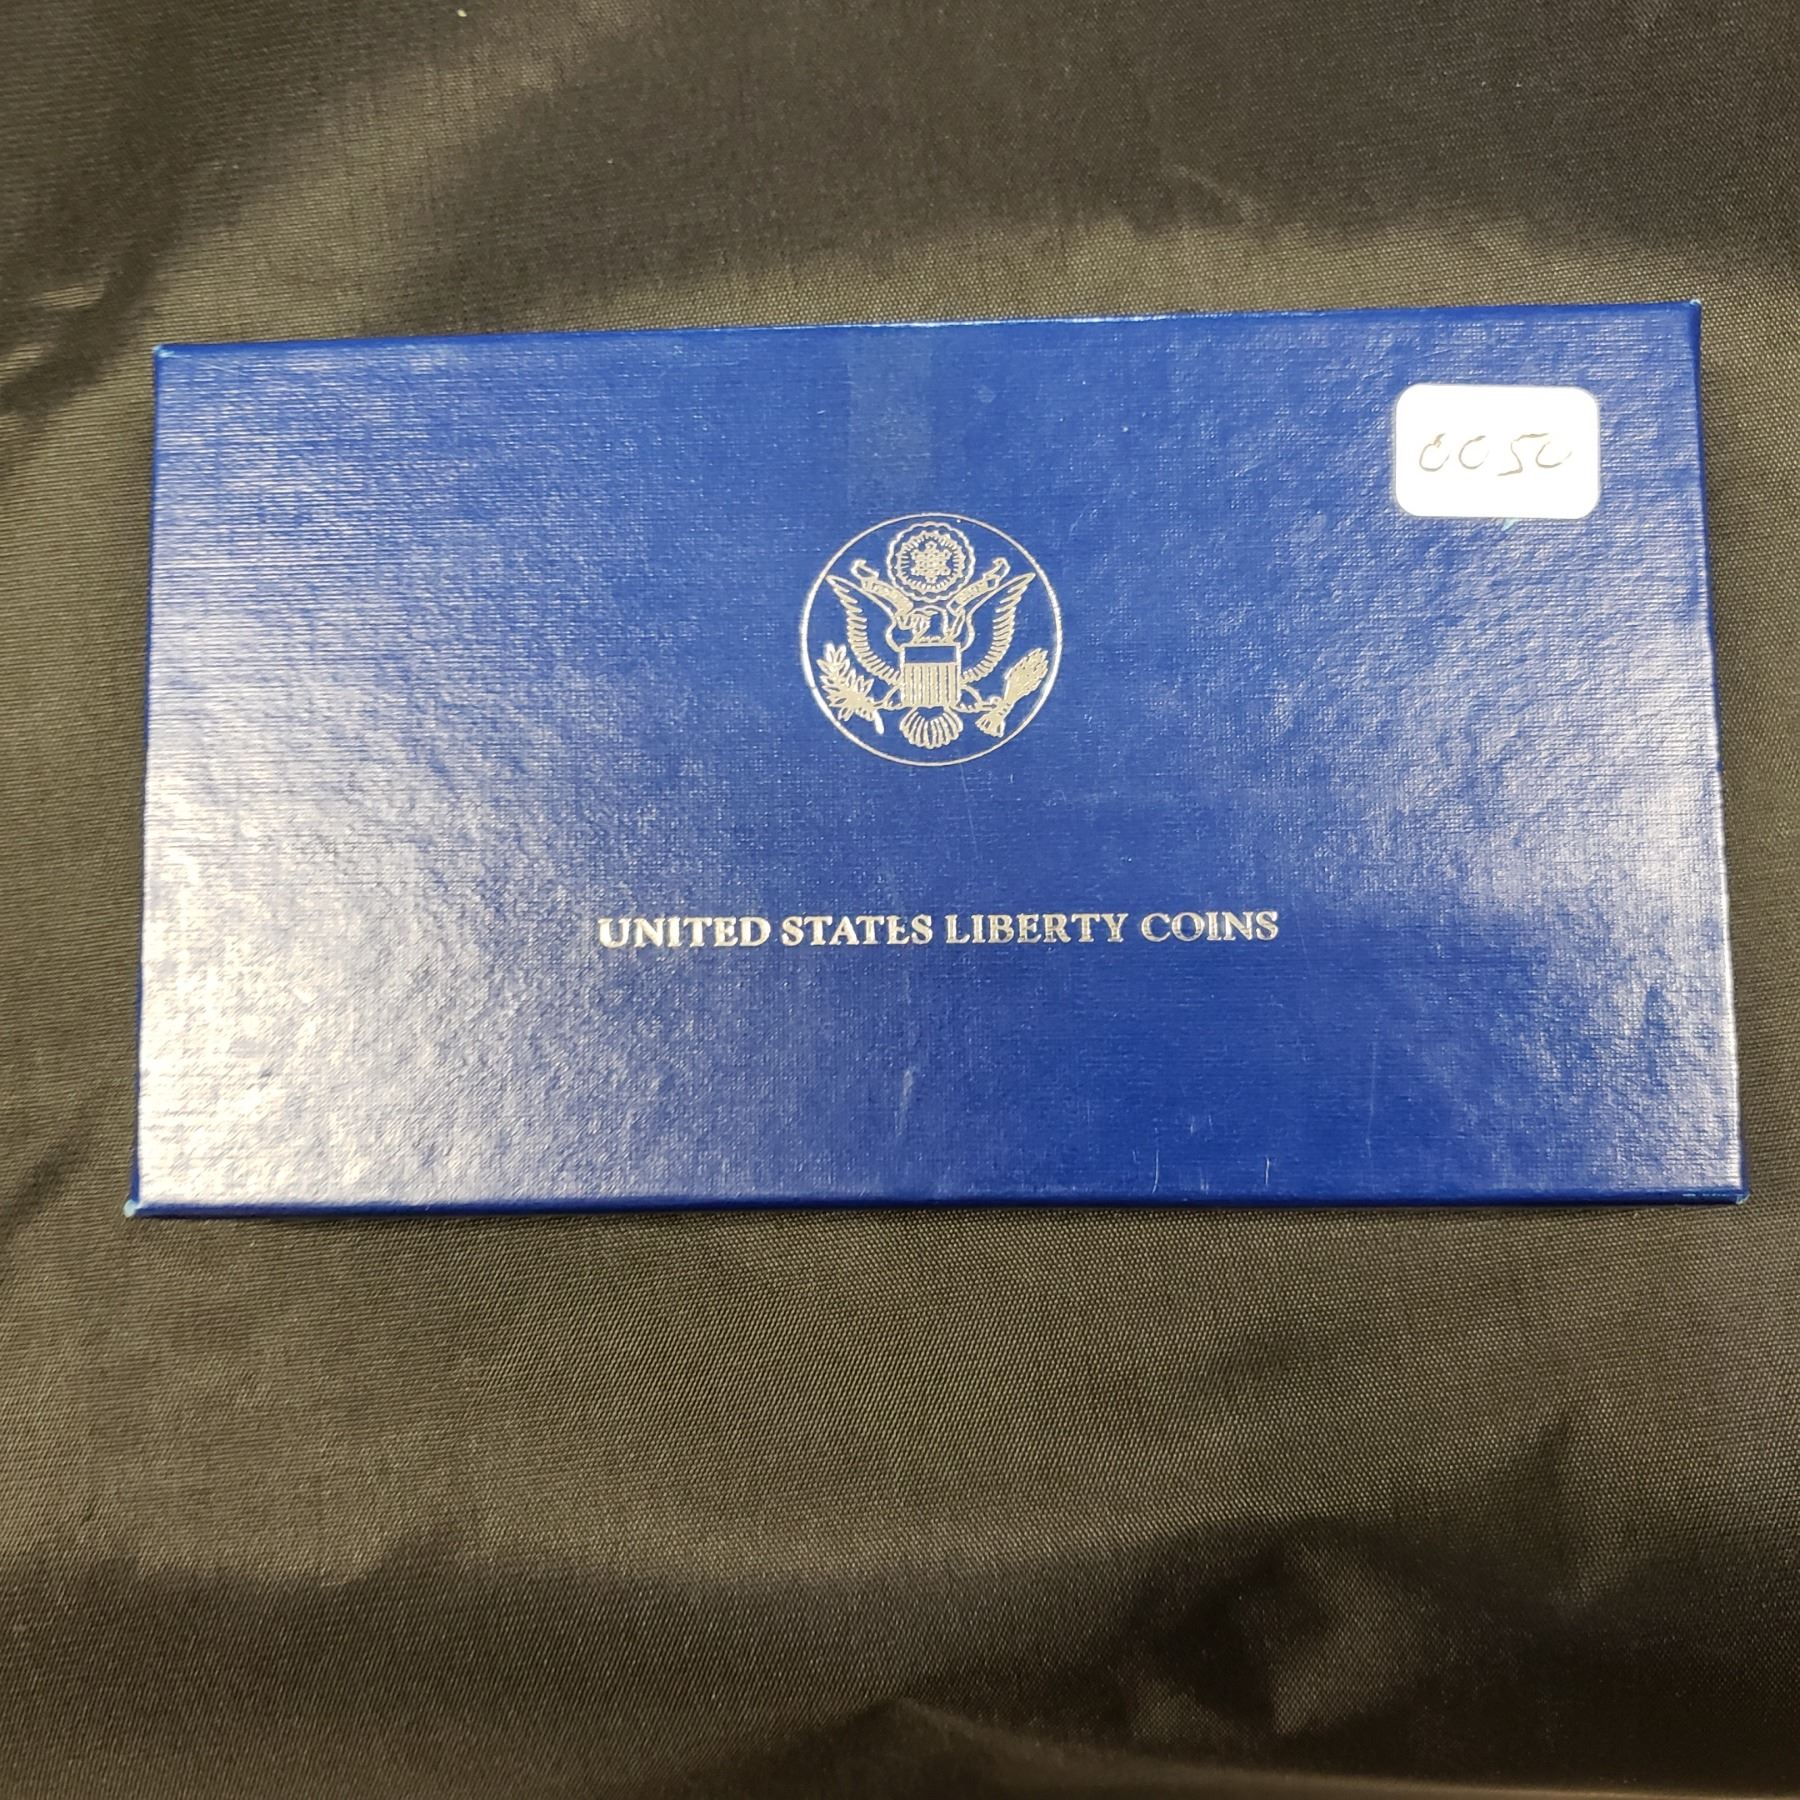 0050
UNITED STATES LIBERTY COINS